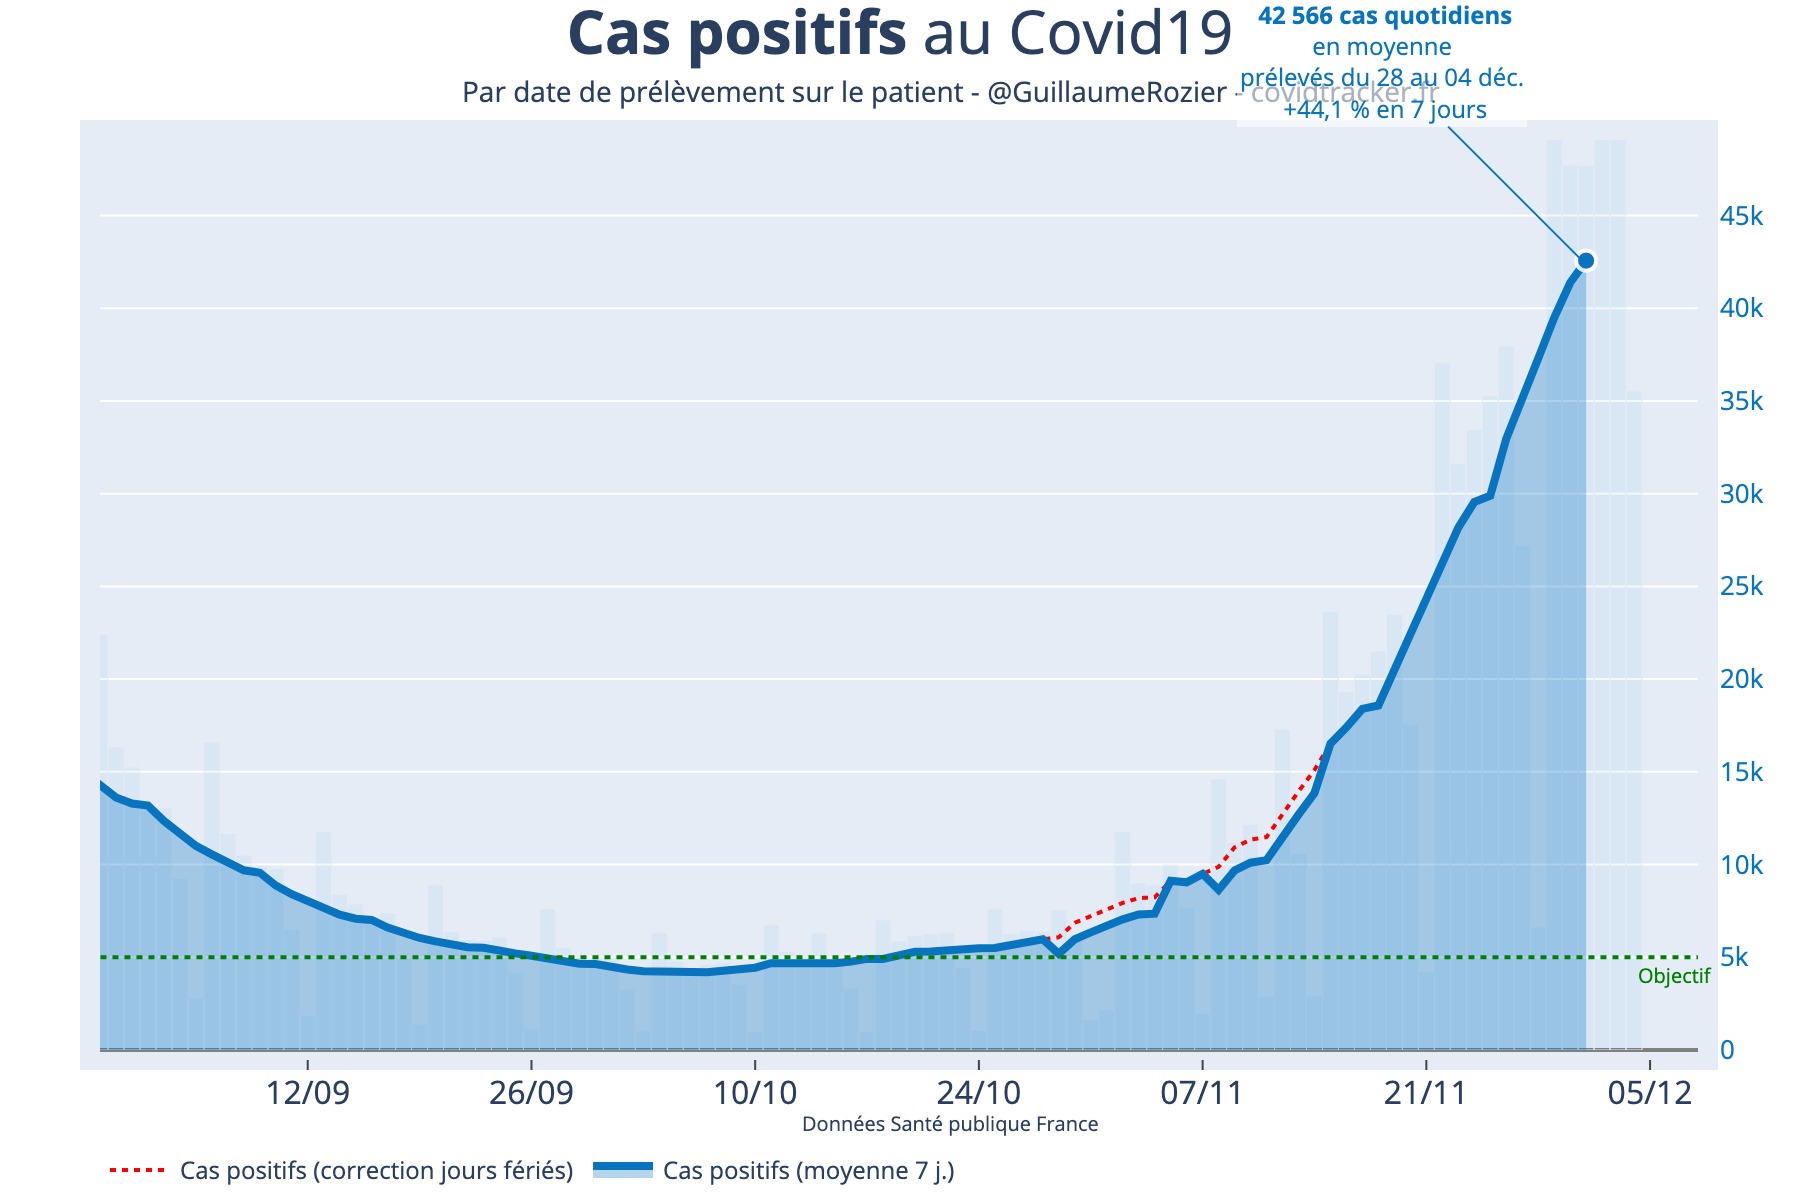 Cas positifs au Covid19
Par date de prélèvement sur le patient - @GuillaumeRozier - covidtracker.fr
42 566 cas quotidiens
en moyenne
prélevés du 28 au 04 déc.
+44,1 % en 7 jours
45k
40k
35k
30k
25k
20k
15k
10k
5k
Objectif
0
12/09 26/09 10/10 24/10 07/11 21/11 05/12
Données Santé publique France
Cas positifs (correction jours fériés) Cas positifs (moyenne 7 j.)